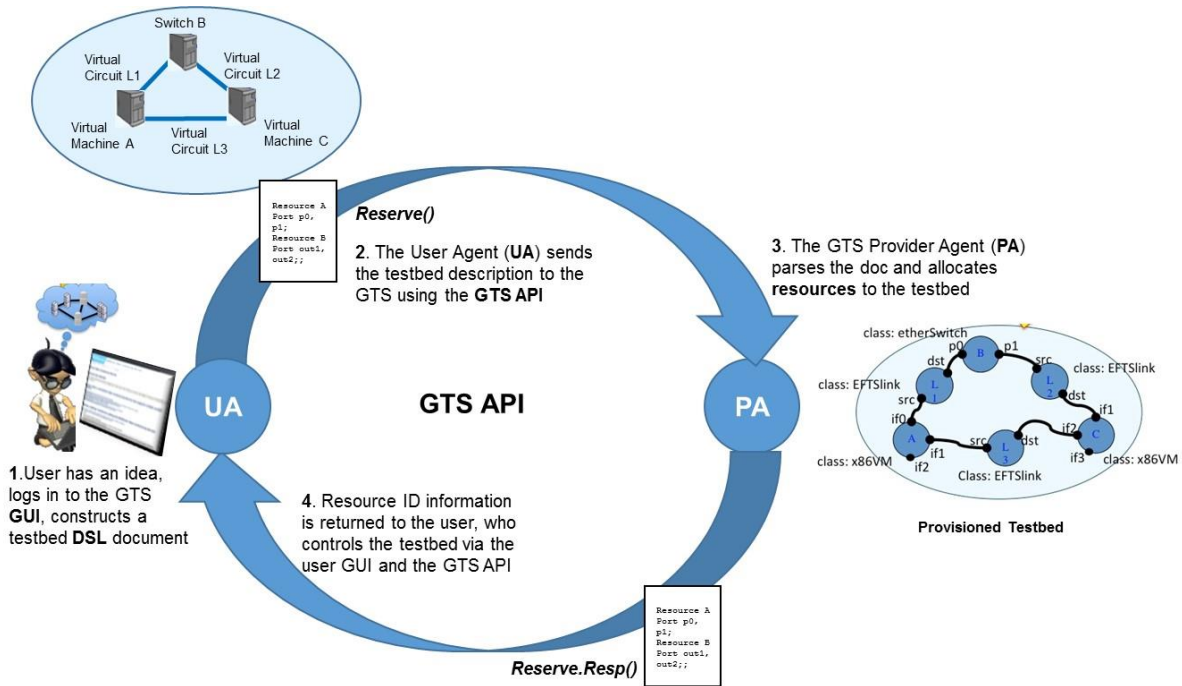 Switch B
Virtual
Circuit L1
Virtual
Circuit L2
Virtual
Machine A
Virtual
Circuit L3
Virtual
Machine C
Resource A
Port p0,
p1;
Resource B
Port out1,
out2;;
Reserve()
2. The User Agent (UA) sends
the testbed description to the
GTS using the GTS API
3. The GTS Provider Agent (PA)
parses the doc and allocates
resources to the testbed
UA
GTS API
PA
1.User has an idea,
logs in to the GTS
GUI, constructs a
testbed DSL document
4. Resource ID information
is returned to the user, who
controls the testbed via the
user GUI and the GTS API
class: etherSwitch
p0
B
p1
dst
src
class: EFTSlink
class: EFTSlink
L
1
L
2
src
dst
if0
if1
A
if1
if2
src
L
3
dst
if2
C
if3
class: x86VM
Class: EFTSlink
class: x86VM
Provisioned Testbed
Resource A
Port p0,
p1;
Resource B
Port out1,
out2;;
Reserve.Resp()